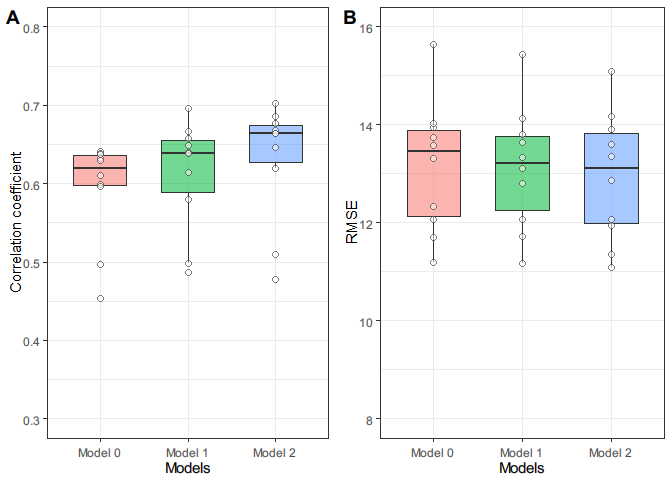 A
Correlation coefficient
0.8
0.7
0.6
0.5
0.4
0.3
Model 0 Model 1 Model 2
Models
B
RMSE
16
14
12
10
8
Model 0 Model 1 Model 2
Models